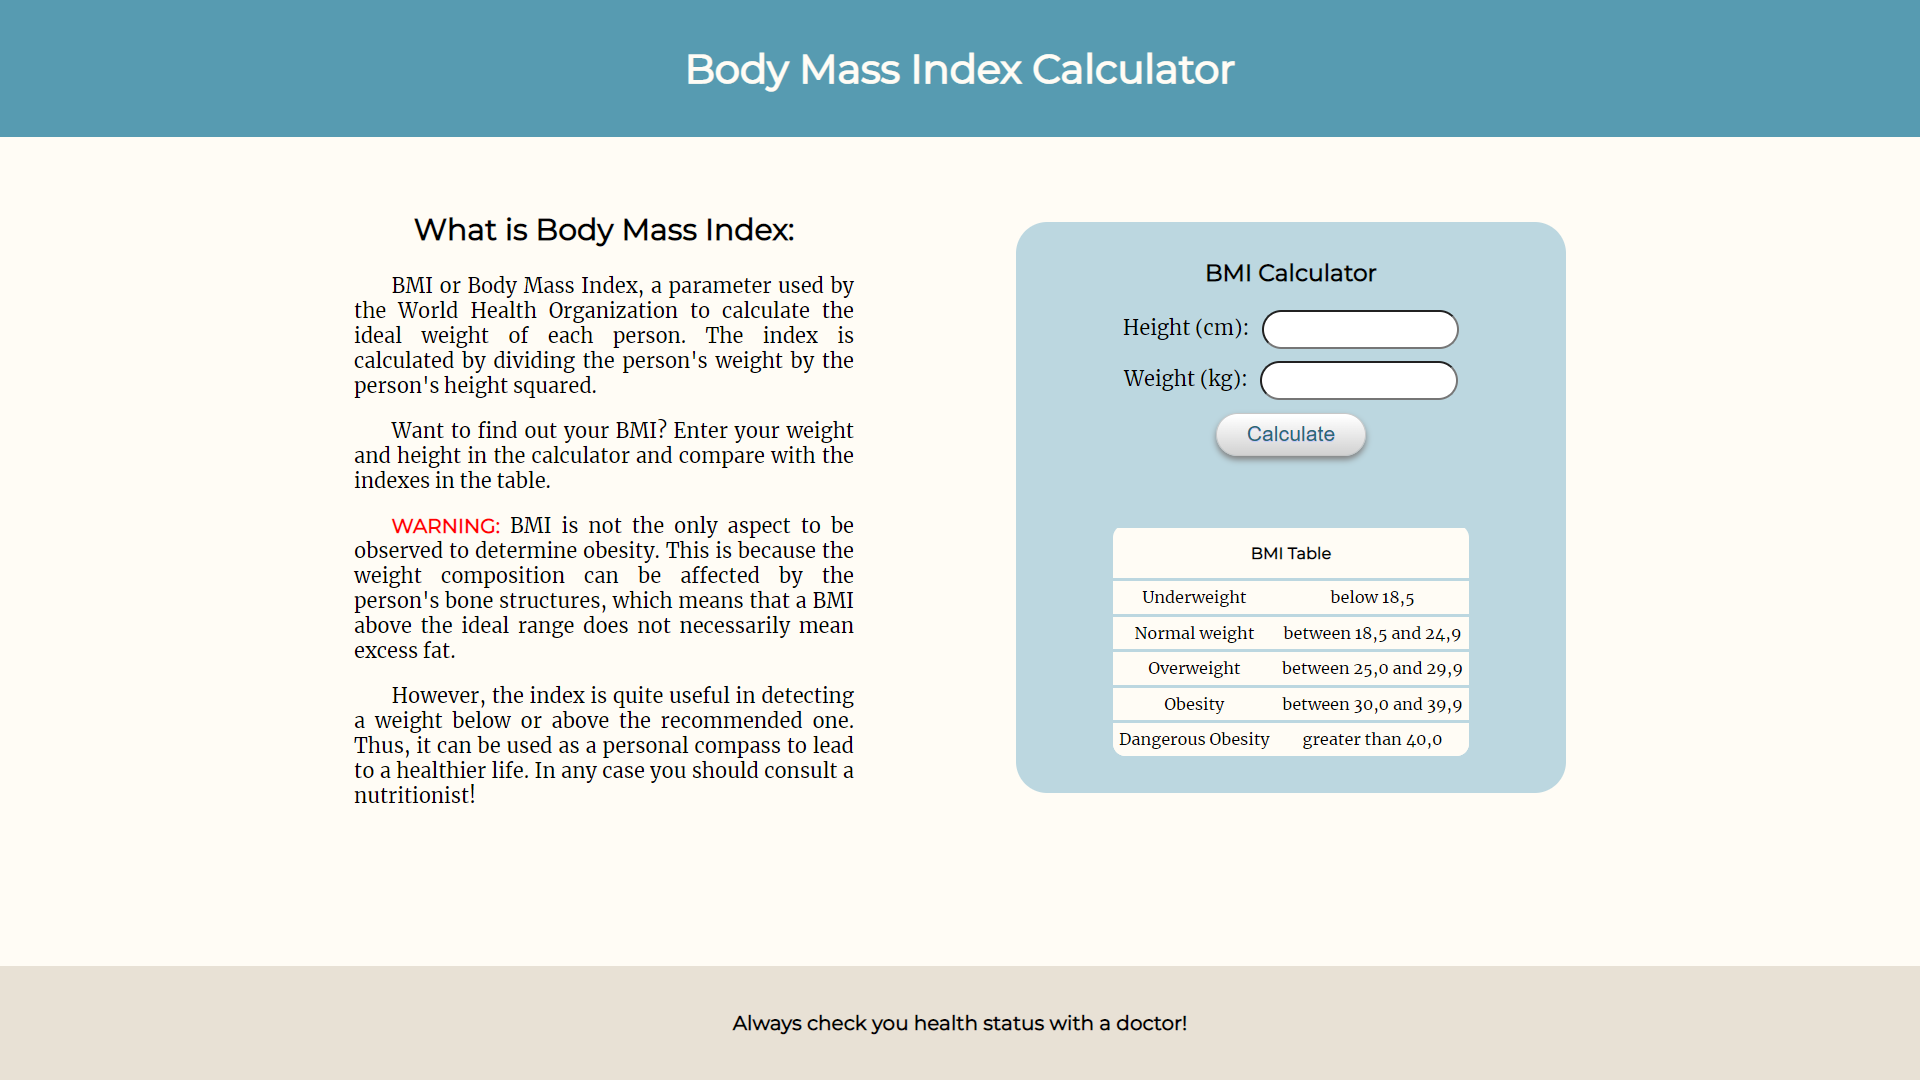 Body Mass Index Calculator
What is Body Mass Index:
BMI or Body Mass Index, a parameter used by
the World Health Organization to calculate the
ideal weight of each person. The index is
calculated by dividing the person's weight by the
person's height squared.
Want to find out your BMI? Enter your weight
and height in the calculator and compare with the
indexes in the table.
WARNING: BMI is not the only aspect to be
observed to determine obesity. This is because the
weight composition can be affected by the
person's bone structures, which means that a BMI
above the ideal range does not necessarily mean
excess fat.
However, the index is quite useful in detecting
a weight below or above the recommended one.
Thus, it can be used as a personal compass to lead
to a healthier life. In any case you should consult a
nutritionist!
BMI Calculator
Height (cm):
Weight (kg):
Calculate
BMI Table
Underweight below 18,5
Normal weight between 18,5 and 24,9
Overweight between 25,0 and 29,9
Obesity between 30,0 and 39,9
Dangerous Obesity greater than 40,0
Always check you health status with a doctor!